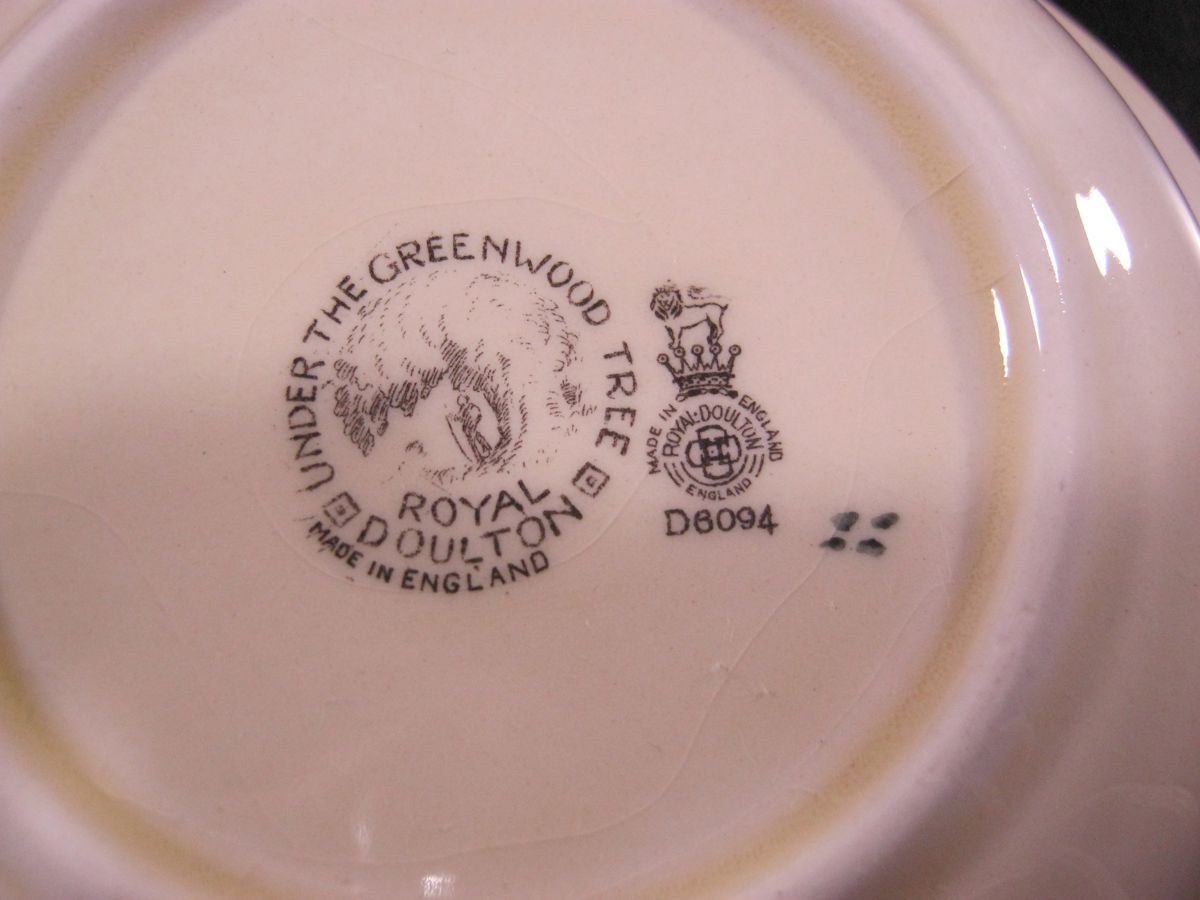 UNDER THE GREENWOOD TREE
ROYAL
DOULTON
MADE IN ENGLAND
MADE IN ENGLAND
ROYAL·DOULTON
ENGLAND
D6094